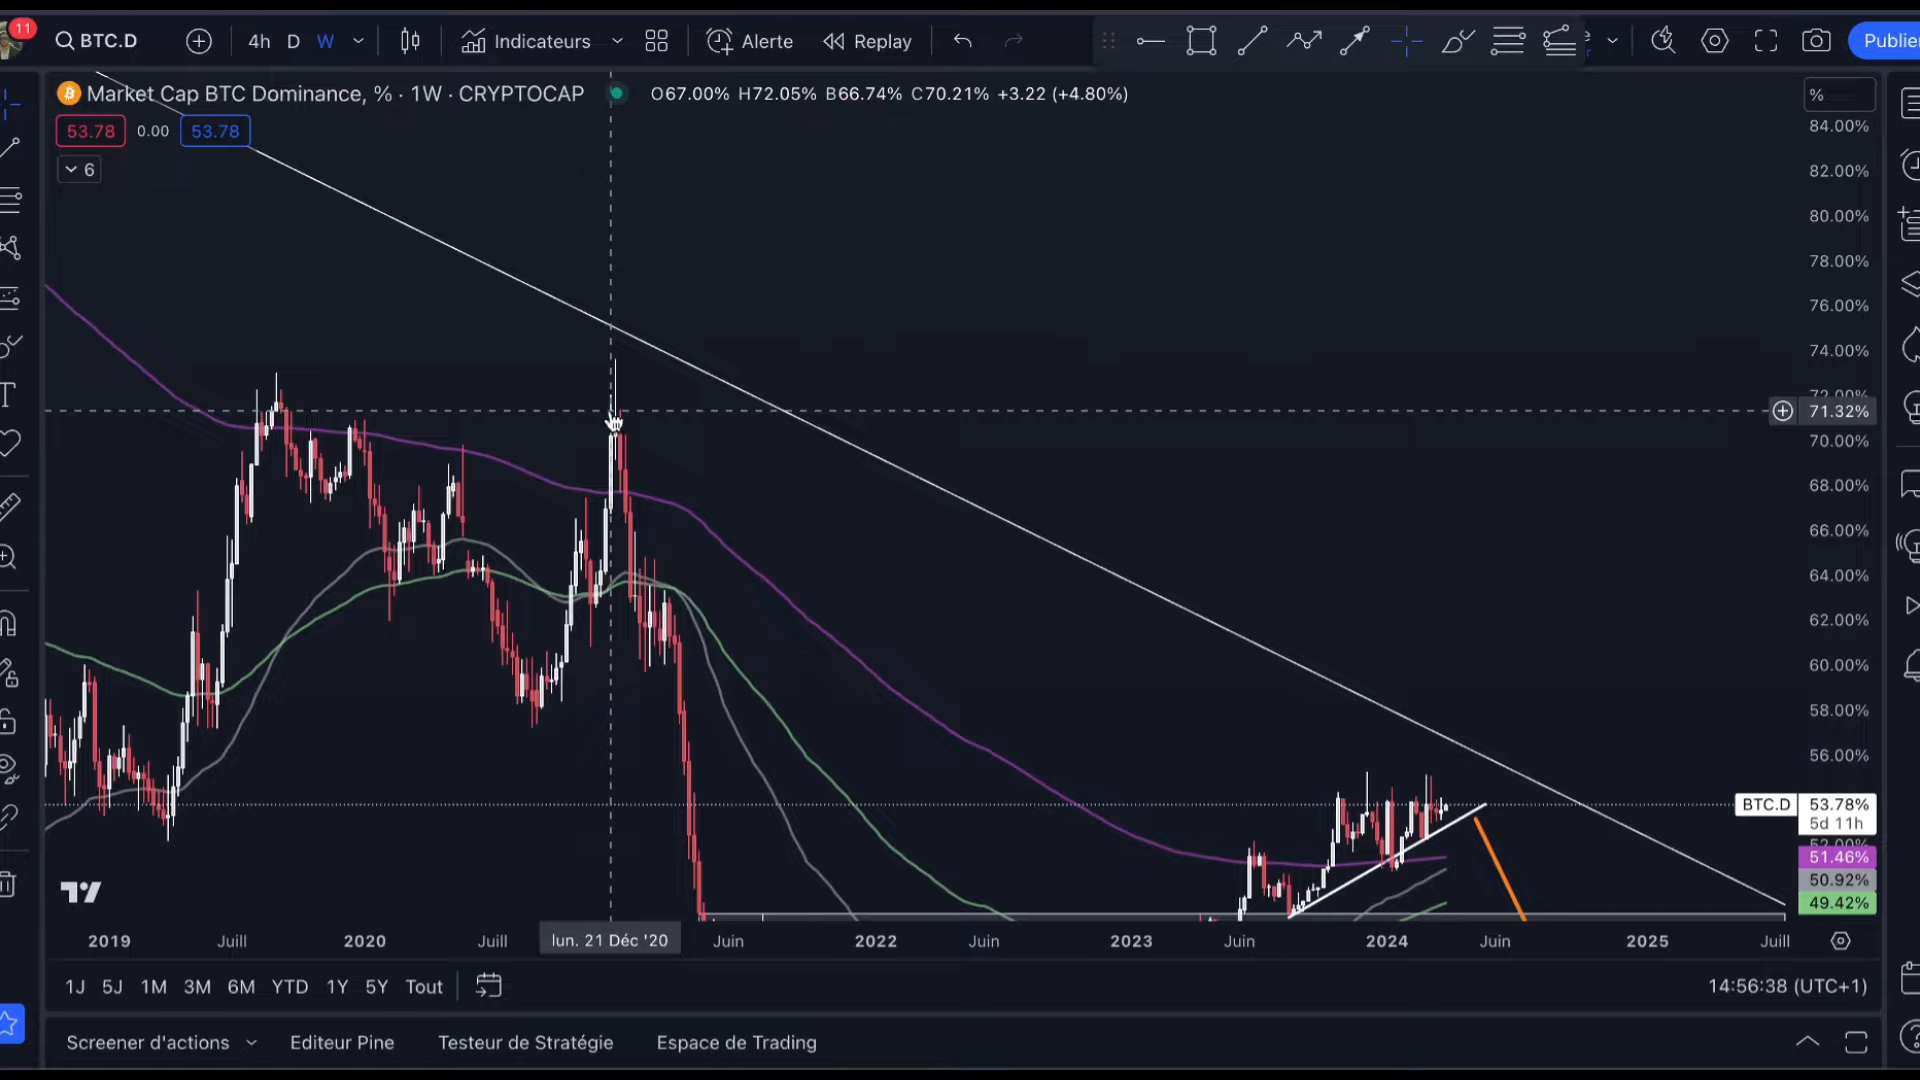 11
BTC.D
4h D W
Indicateurs
Alerte
Replay
Publier
Market Cap BTC Dominance, % · 1W · CRYPTOCAP
O67.00% H72.05% B66.74% C70.21% +3.22 (+4.80%)
%
53.78 0.00 53.78
6
84.00%
82.00%
80.00%
78.00%
76.00%
74.00%
72.00%
71.32%
70.00%
68.00%
66.00%
64.00%
62.00%
60.00%
58.00%
56.00%
BTC.D 53.78%
5d 11h
52.00%
51.46%
50.92%
49.42%
2019 Juill 2020 Juill lun. 21 Déc '20 Juin 2022 Juin 2023 Juin 2024 Juin 2025 Juill
1J 5J 1M 3M 6M YTD 1Y 5Y Tout
14:56:38 (UTC+1)
Screener d'actions Editeur Pine Testeur de Stratégie Espace de Trading